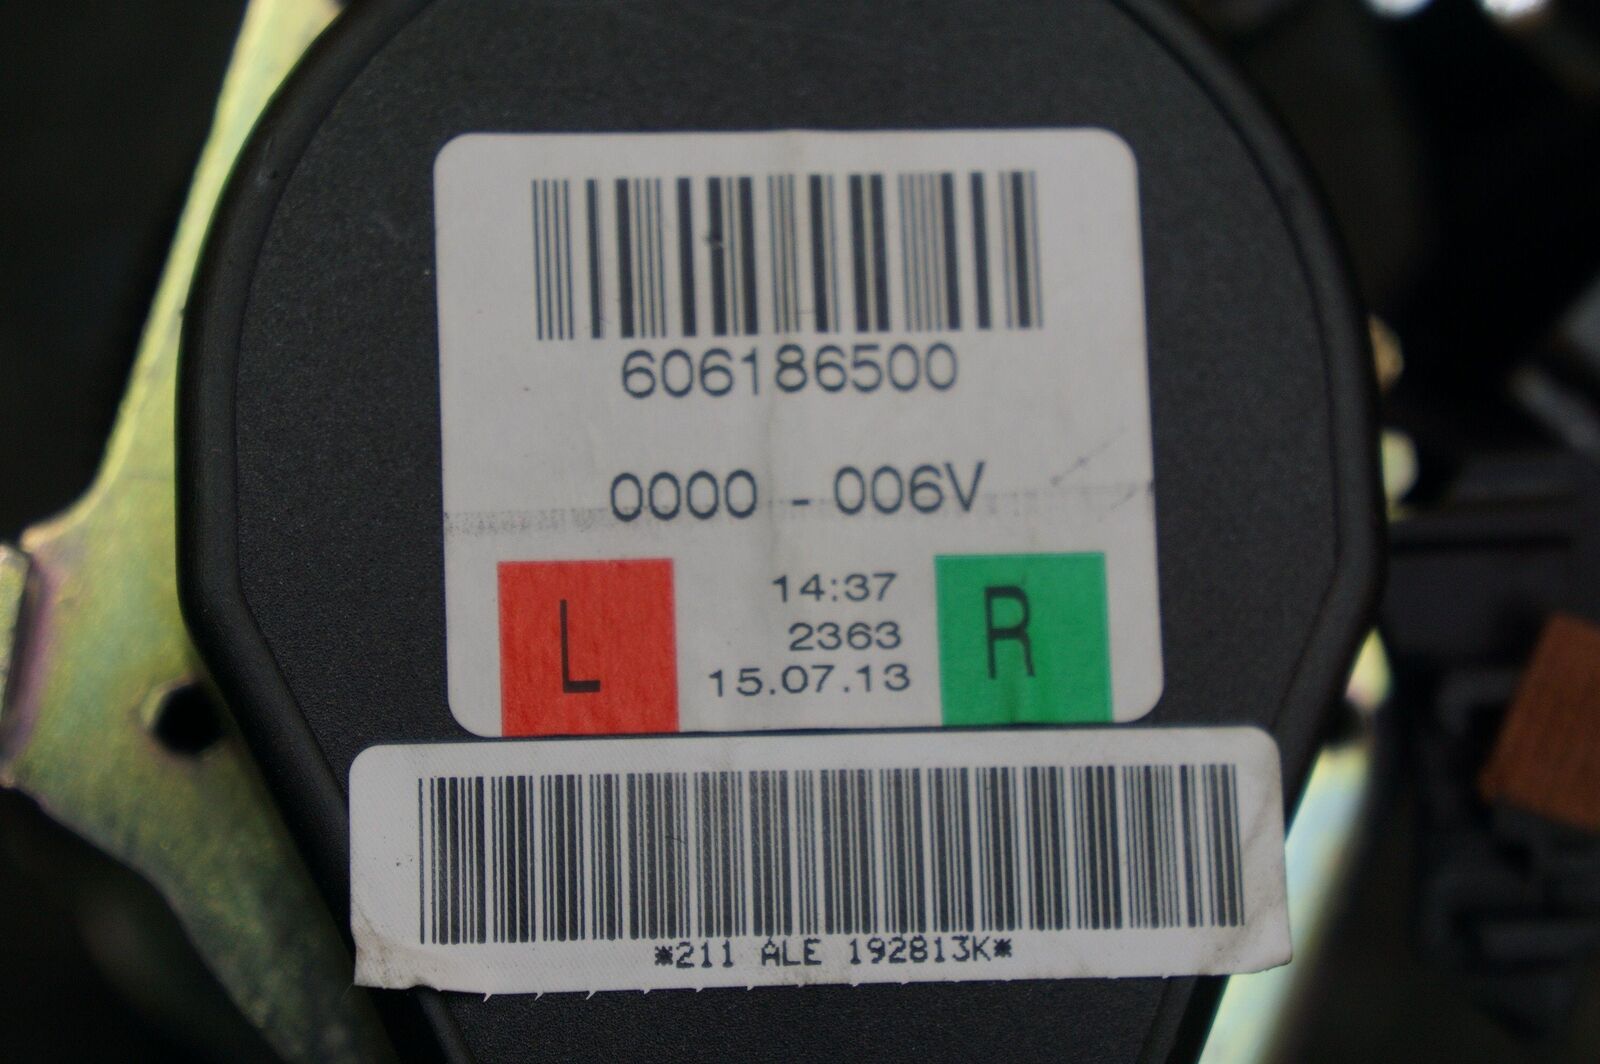 606186500
0000 - 006V
L
14:37
2363
15.07.13
R
*211 ALE 192813K*